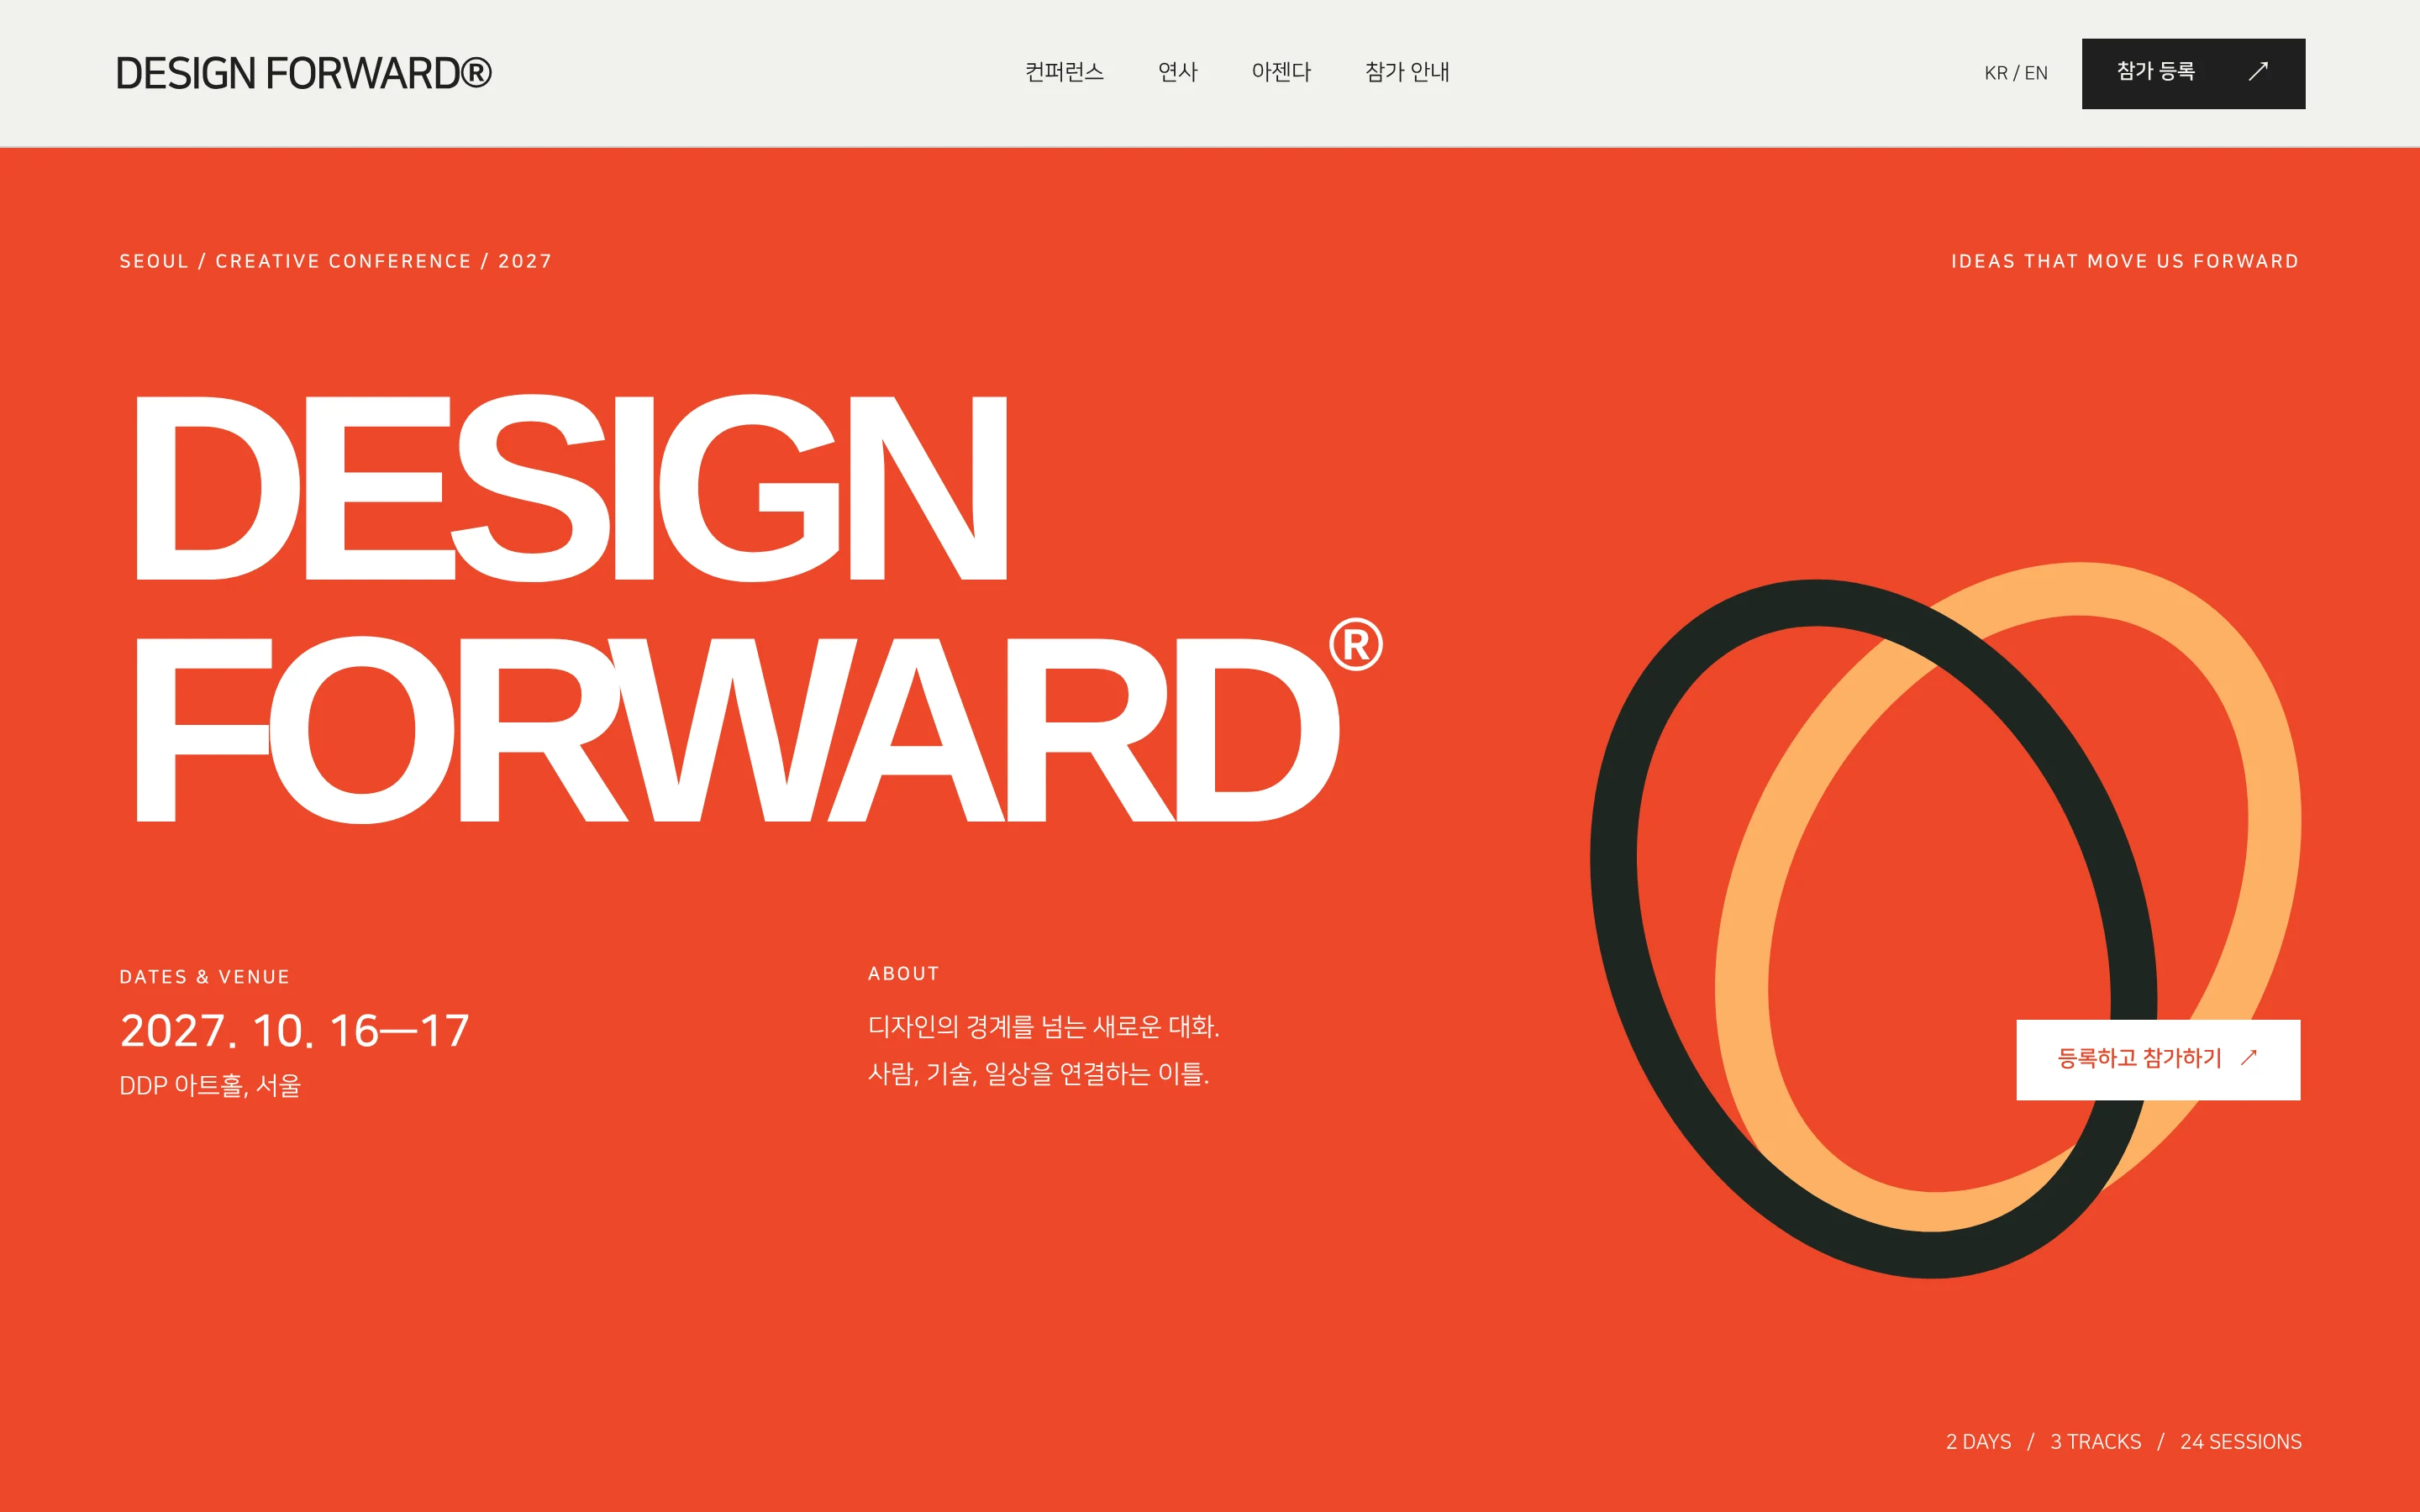 DESIGN FORWARD®
컨퍼런스 연사 아젠다 참가 안내
KR / EN
참가 등록 ↗
SEOUL / CREATIVE CONFERENCE / 2027
IDEAS THAT MOVE US FORWARD
DESIGN
FORWARD®
DATES & VENUE
2027. 10. 16—17
DDP 아트홀, 서울
ABOUT
디자인의 경계를 넘는 새로운 대화.
사람, 기술, 일상을 연결하는 이틀.
등록하고 참가하기 ↗
2 DAYS / 3 TRACKS / 24 SESSIONS